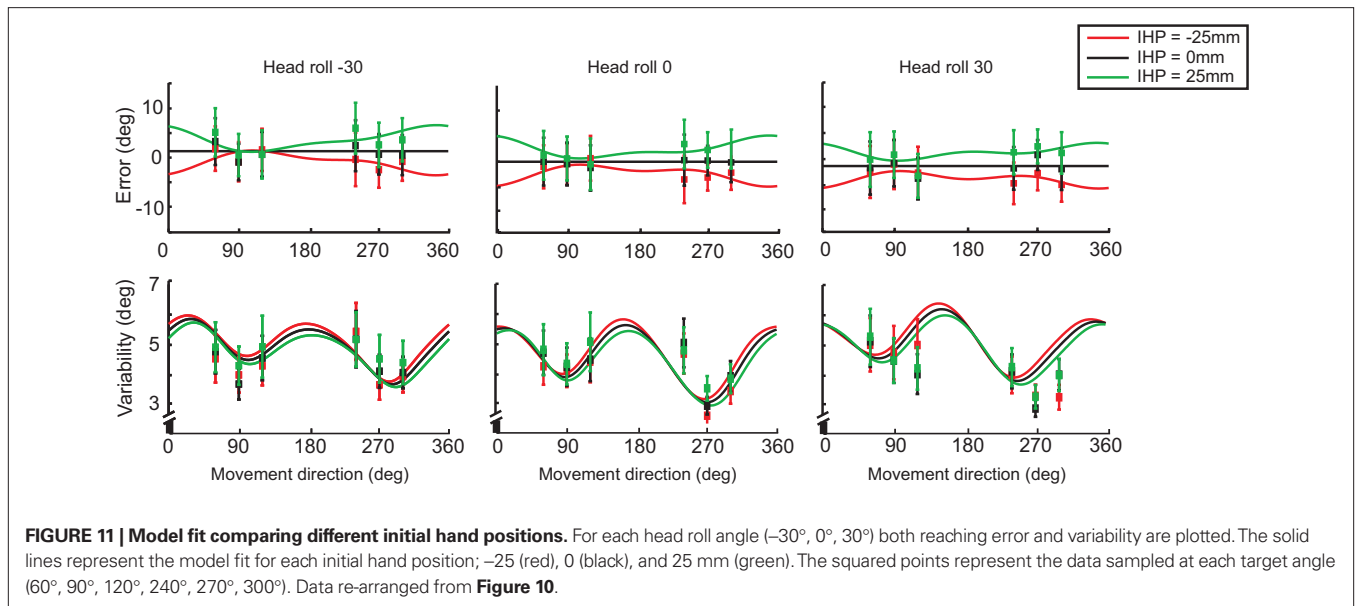 IHP = -25mm
IHP = 0mm
IHP = 25mm
Head roll -30
Head roll 0
Head roll 30
Error (deg)
10
0
-10
0 90 180 270 360
0 90 180 270 360
0 90 180 270 360
Variability (deg)
7
5
3
0 90 180 270 360
0 90 180 270 360
0 90 180 270 360
Movement direction (deg)
Movement direction (deg)
Movement direction (deg)
FIGURE 11 | Model fit comparing different initial hand positions. For each head roll angle (–30°, 0°, 30°) both reaching error and variability are plotted. The solid
lines represent the model fit for each initial hand position; –25 (red), 0 (black), and 25 mm (green). The squared points represent the data sampled at each target angle
(60°, 90°, 120°, 240°, 270°, 300°). Data re-arranged from Figure 10.